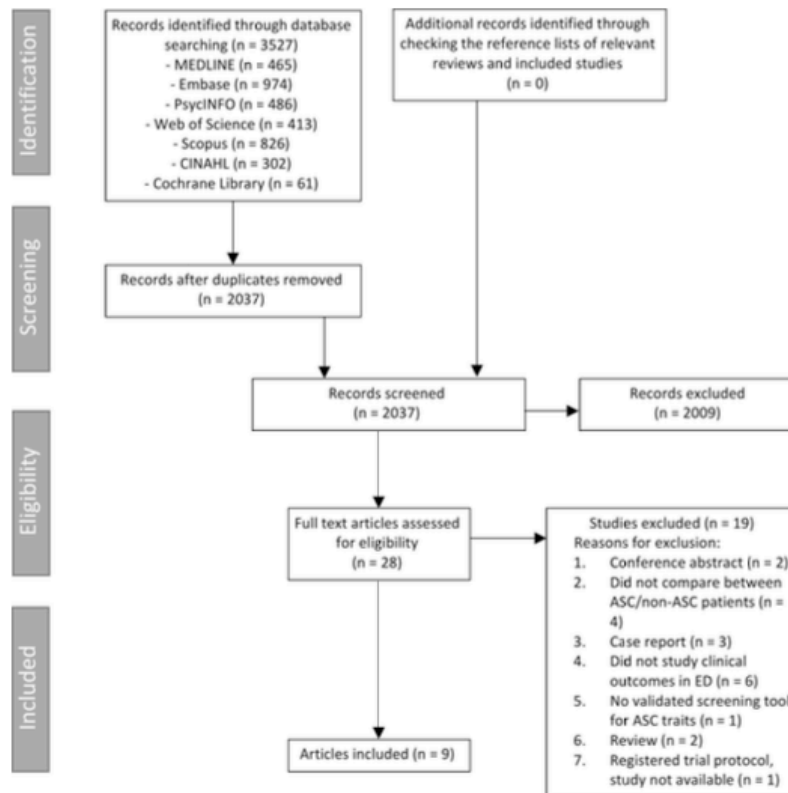 Identification
Records identified through database
searching (n = 3527)
- MEDLINE (n = 465)
- Embase (n = 974)
- PsycINFO (n = 486)
- Web of Science (n = 413)
- Scopus (n = 826)
- CINAHL (n = 302)
- Cochrane Library (n = 61)
Additional records identified through
checking the reference lists of relevant
reviews and included studies
(n = 0)
Screening
Records after duplicates removed
(n = 2037)
Records screened
(n = 2037)
Records excluded
(n = 2009)
Eligibility
Full text articles assessed
for eligibility
(n = 28)
Studies excluded (n = 19)
Reasons for exclusion:
1. Conference abstract (n = 2)
2. Did not compare between
ASC/non-ASC patients (n =
4)
3. Case report (n = 3)
4. Did not study clinical
outcomes in ED (n = 6)
5. No validated screening tool
for ASC traits (n = 1)
6. Review (n = 2)
7. Registered trial protocol,
study not available (n = 1)
Included
Articles included (n = 9)